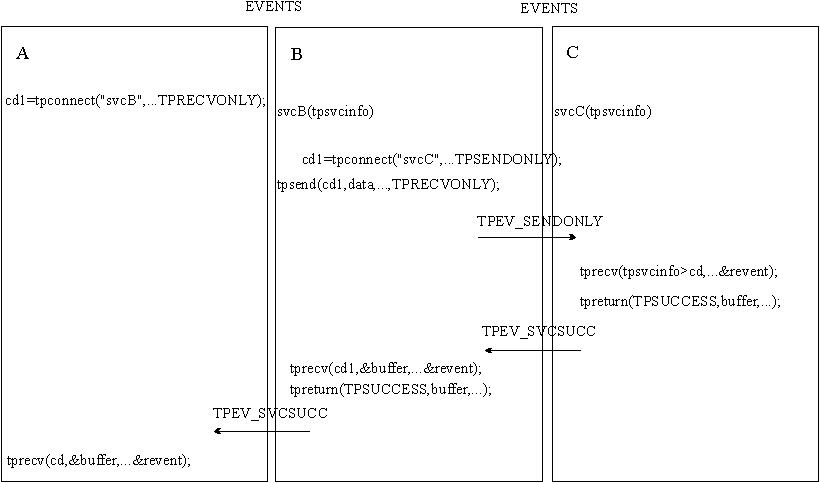 EVENTS
EVENTS
A
B
C
cd1=tpconnect("svcB",...TPRECVONLY);
svcB(tpsvcinfo)
svcC(tpsvcinfo)
cd1=tpconnect("svcC",...TPSENDONLY);
tpsend(cd1,data,...,TPRECVONLY);
TPEV_SENDONLY
tprecv(tpsvcinfo>cd,...&revent);
tpreturn(TPSUCCESS,buffer,...);
TPEV_SVCSUCC
tprecv(cd1,&buffer,...&revent);
tpreturn(TPSUCCESS,buffer,...);
TPEV_SVCSUCC
tprecv(cd,&buffer,...&revent);